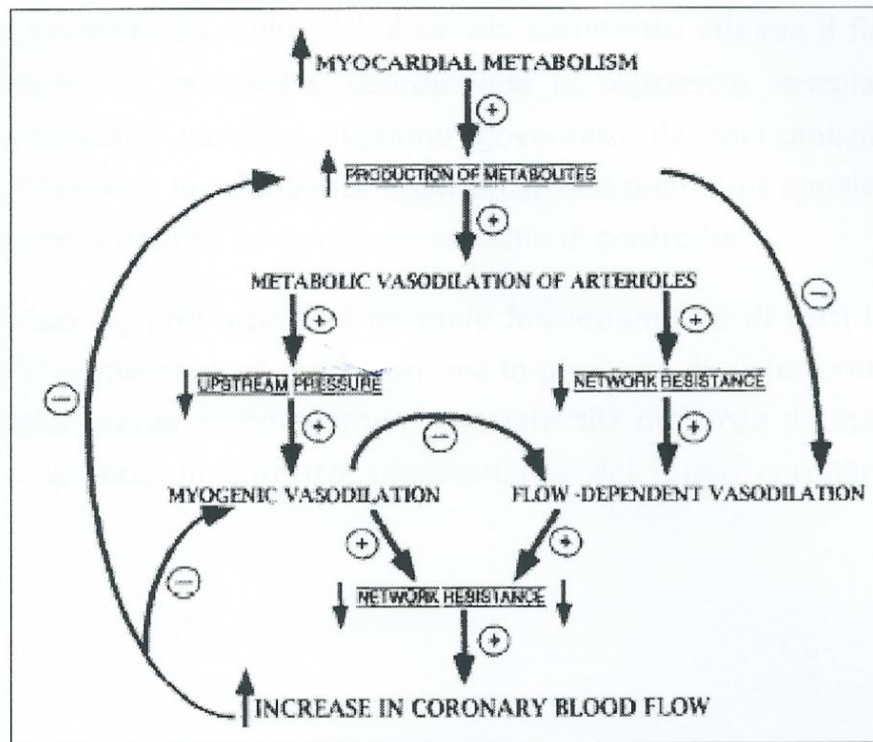 ↑ MYOCARDIAL METABOLISM
+
↑ PRODUCTION OF METABOLITES
+
METABOLIC VASODILATION OF ARTERIOLES
−
+ +
↓ UPSTREAM PRESSURE ↓ NETWORK RESISTANCE
−
+ − +
MYOGENIC VASODILATION FLOW -DEPENDENT VASODILATION
+ +
−
↓ NETWORK RESISTANCE ↓
+
↑ INCREASE IN CORONARY BLOOD FLOW